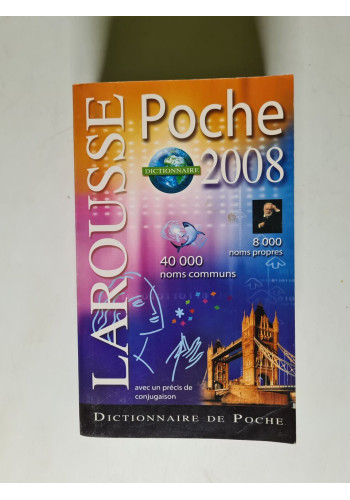 LAROUSSE
Poche
DICTIONNAIRE
2008
8 000
noms propres
40 000
noms communs
avec un précis de
conjugaison
DICTIONNAIRE DE POCHE